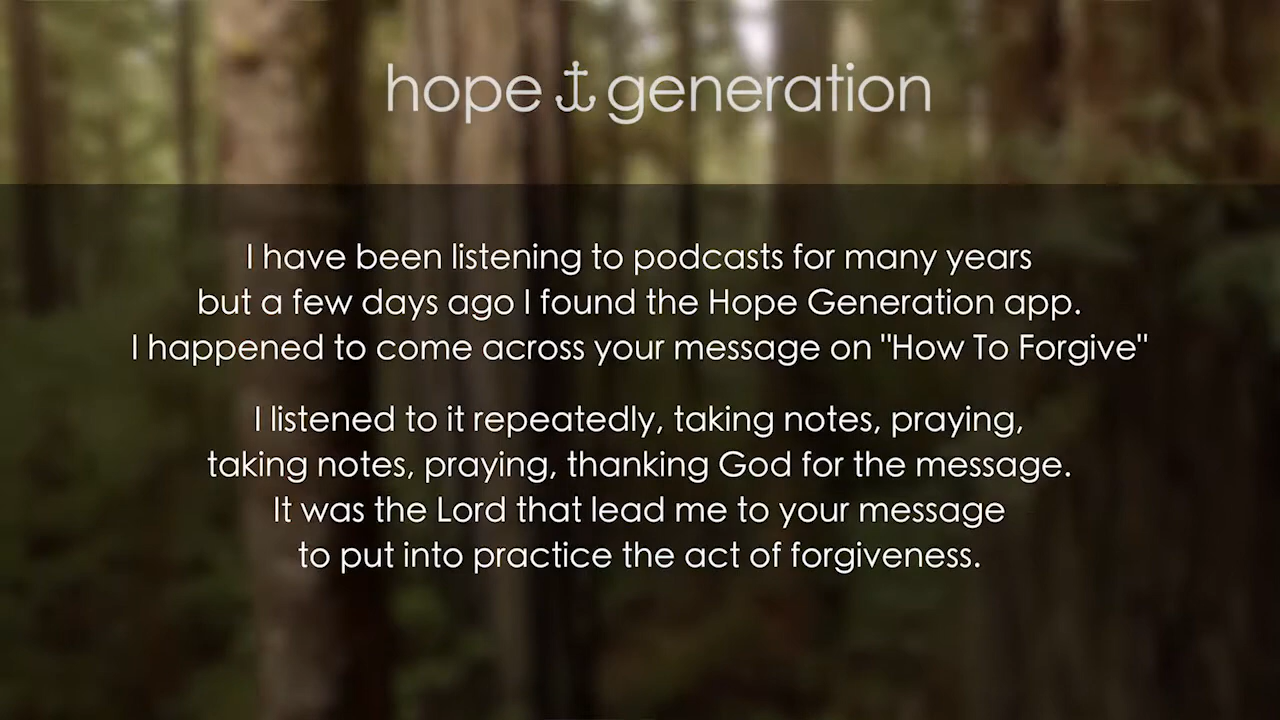 hope generation
I have been listening to podcasts for many years
but a few days ago I found the Hope Generation app.
I happened to come across your message on "How To Forgive"
I listened to it repeatedly, taking notes, praying,
taking notes, praying, thanking God for the message.
It was the Lord that lead me to your message
to put into practice the act of forgiveness.